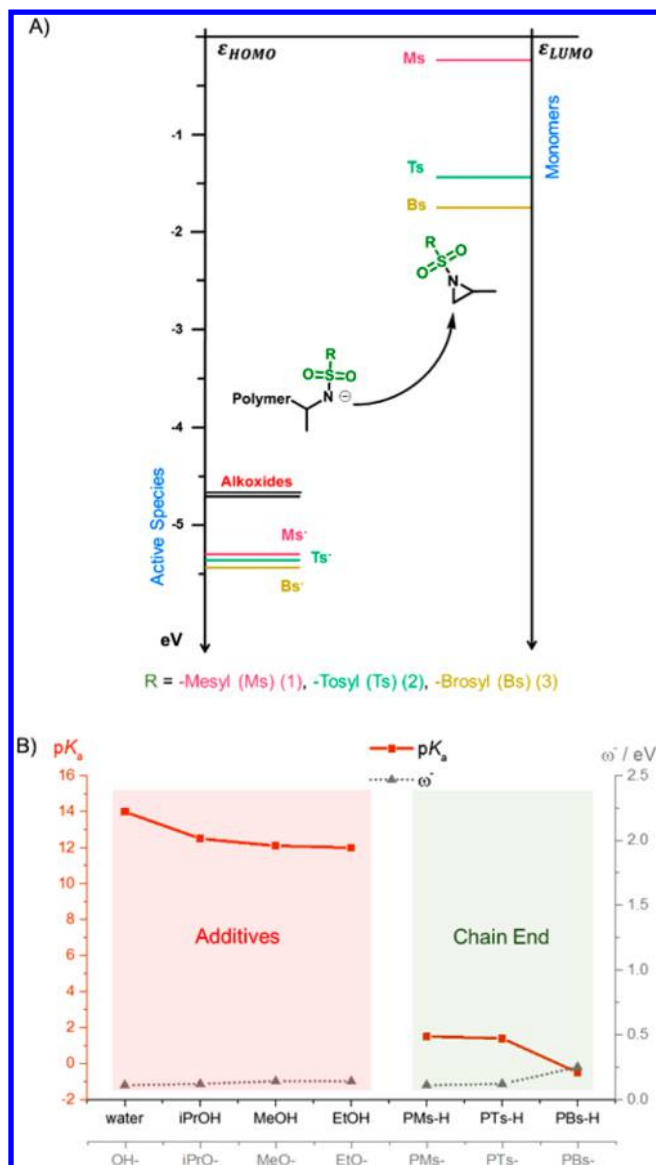 A)
εHOMO
εLUMO
Ms
Monomers
-1
Ts
Bs
-2
R
O
S
O
N
-3
R
O=S=O
Polymer
N
⊖
-4
Alkoxides
Active Species
-5
Ms-
Ts-
Bs-
eV
R = -Mesyl (Ms) (1), -Tosyl (Ts) (2), -Brosyl (Bs) (3)
B)
pKa
pKa
ω-
ω- / eV
16
14
12
10
8
6
4
2
0
-2
2.5
2.0
1.5
1.0
0.5
0.0
Additives
Chain End
water iPrOH MeOH EtOH PMs-H PTs-H PBs-H
OH- iPrO- MeO- EtO- PMs- PTs- PBs-